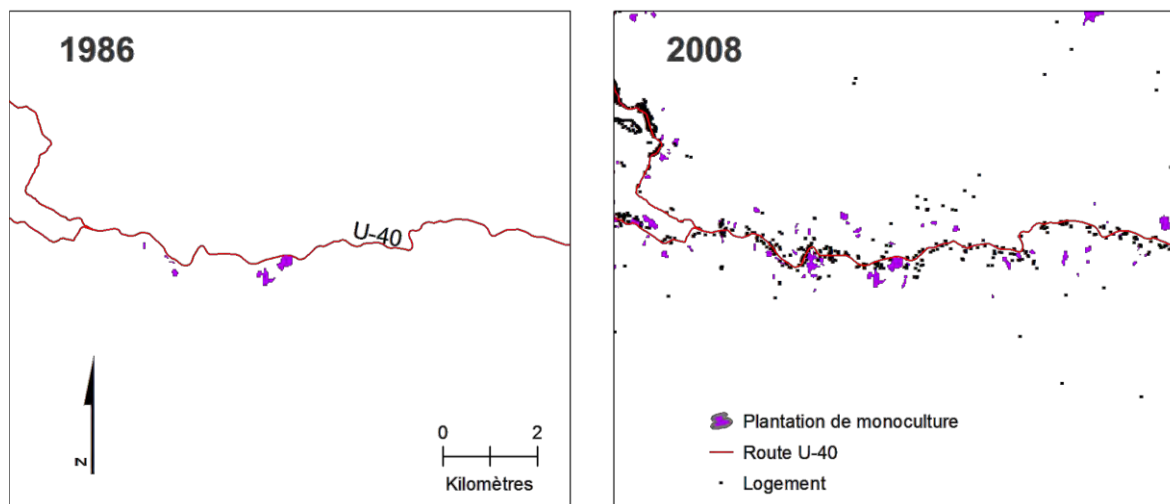 1986
U-40
N
0 2
Kilomètres
2008
Plantation de monoculture
Route U-40
Logement